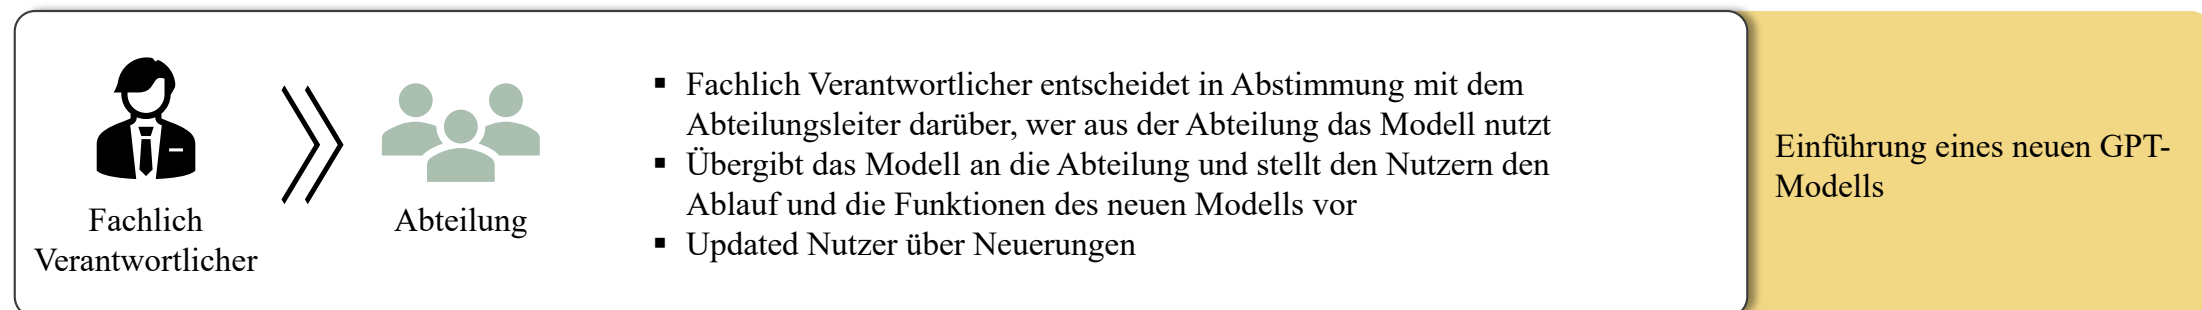 Fachlich
Verantwortlicher
Abteilung
▪ Fachlich Verantwortlicher entscheidet in Abstimmung mit dem
Abteilungsleiter darüber, wer aus der Abteilung das Modell nutzt
▪ Übergibt das Modell an die Abteilung und stellt den Nutzern den
Ablauf und die Funktionen des neuen Modells vor
▪ Updated Nutzer über Neuerungen
Einführung eines neuen GPT-
Modells